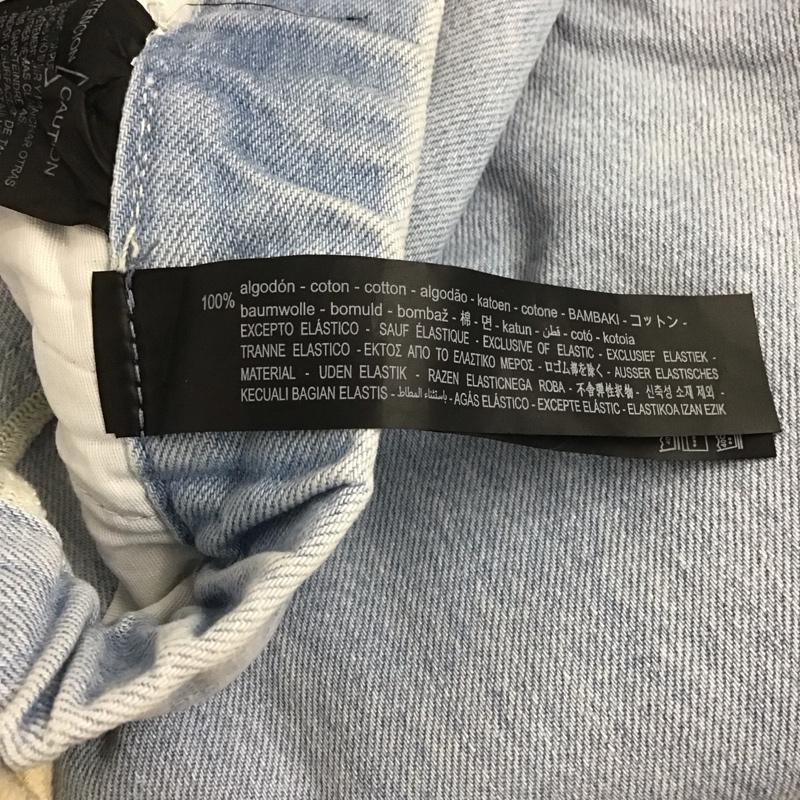 CAUTION
100% algodón - coton - cotton - algodão - katoen - cotone - BAMBAKI - コットン -
baumwolle - bomuld - bombaž - 棉 - 면 - katun - قطن - cotó - kotoia
EXCEPTO ELÁSTICO - SAUF ÉLASTIQUE - EXCLUSIVE OF ELASTIC - EXCLUSIEF ELASTIEK -
TRANNE ELASTICO - ΕΚΤΟΣ ΑΠΟ ΤΟ ΕΛΑΣΤΙΚΟ ΜΕΡΟΣ - ロゴム部を除く - AUSSER ELASTISCHES
MATERIAL - UDEN ELASTIK - RAZEN ELASTICNEGA ROBA - 不含弹性织物 - 신축성 소재 제외 -
KECUALI BAGIAN ELASTIS - باستثناء المطاط - AGÁS ELÁSTICO - EXCEPTE ELÀSTIC - ELASTIKOA IZAN EZIK